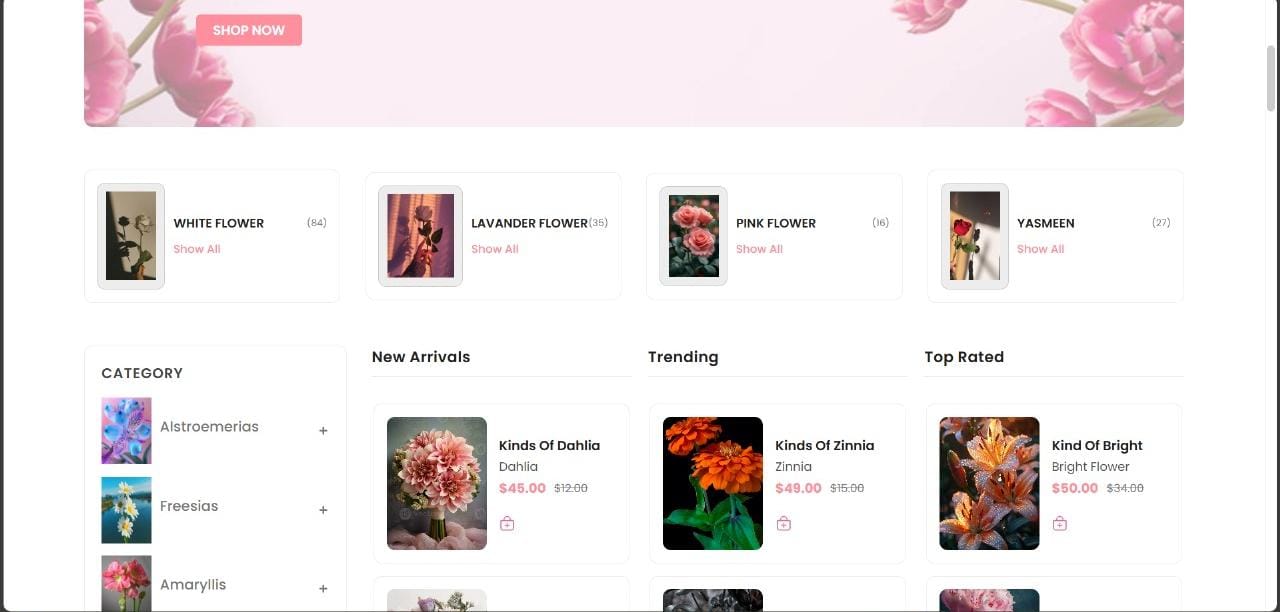 SHOP NOW
WHITE FLOWER (84)
Show All
LAVANDER FLOWER(35)
Show All
PINK FLOWER (16)
Show All
YASMEEN (27)
Show All
CATEGORY
Alstroemerias +
Freesias +
Amaryllis +
New Arrivals
Kinds Of Dahlia
Dahlia
$45.00 $12.00
Trending
Kinds Of Zinnia
Zinnia
$49.00 $15.00
Top Rated
Kind Of Bright
Bright Flower
$50.00 $34.00